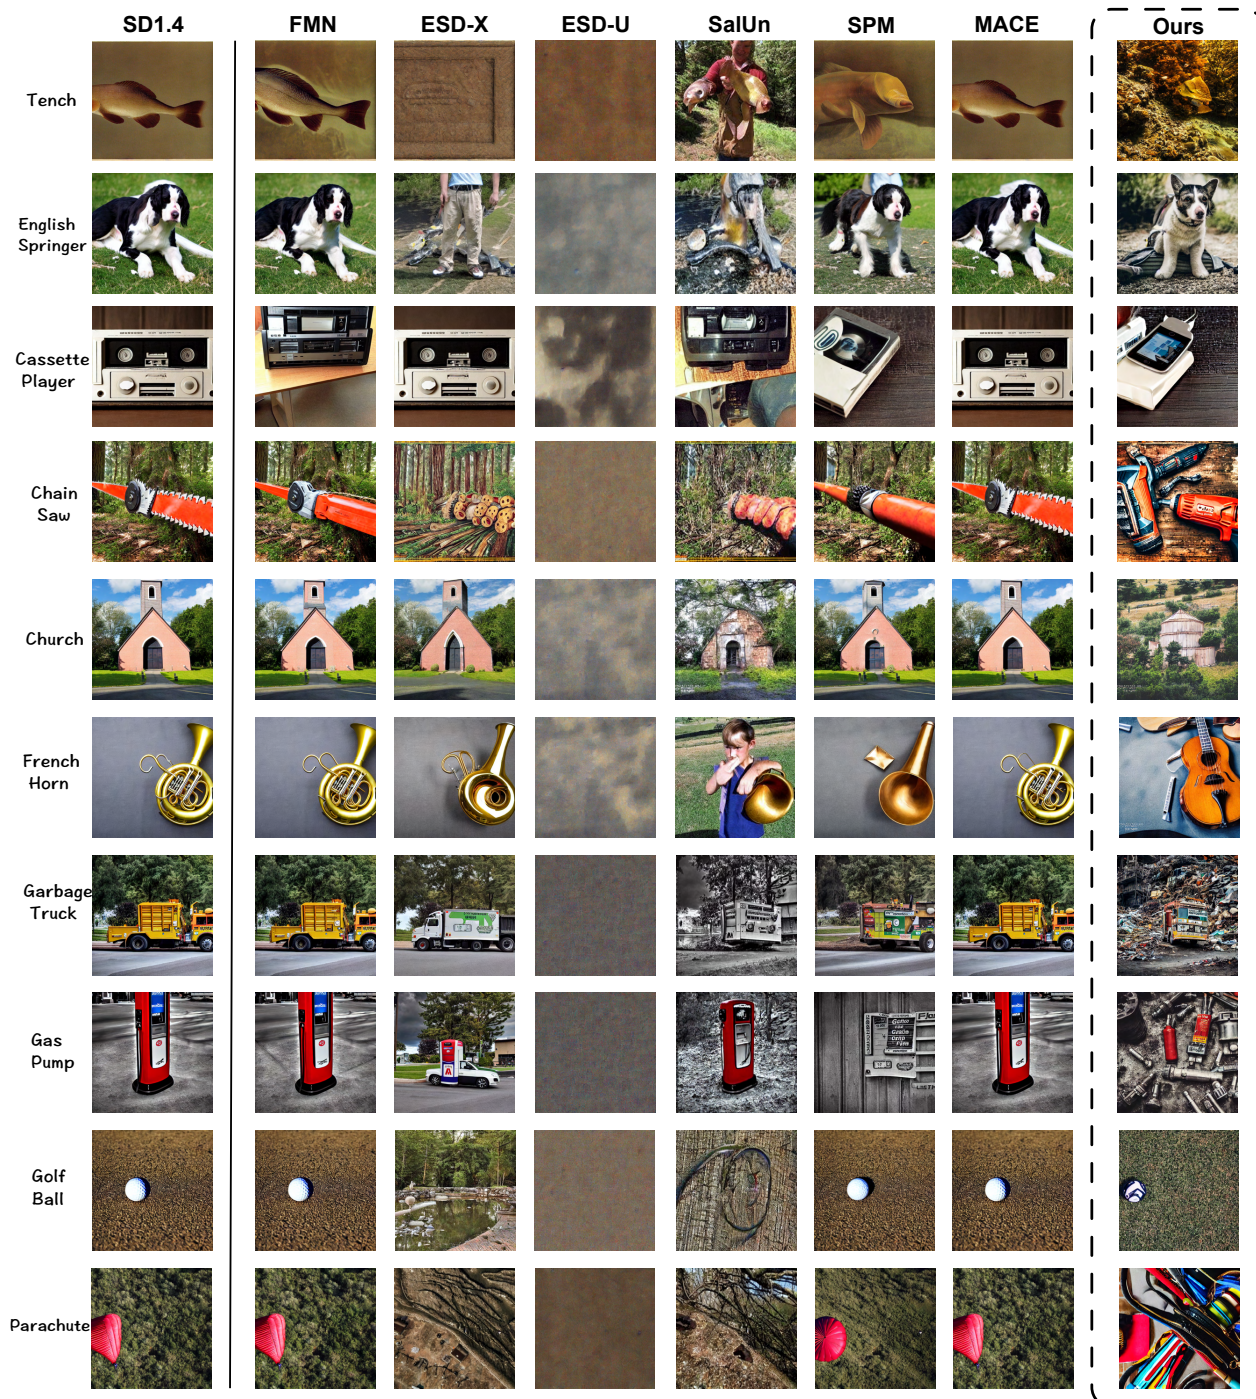 SD1.4 FMN ESD-X ESD-U SalUn SPM MACE Ours
Tench
English
Springer
Cassette
Player
Chain
Saw
Church
French
Horn
Garbage
Truck
Gas
Pump
Golf
Ball
Parachute